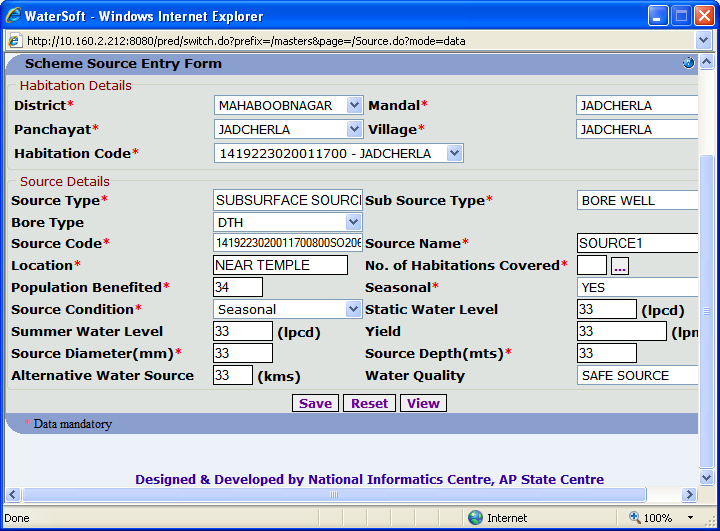 WaterSoft - Windows Internet Explorer
http://10.160.2.212:8080/pred/switch.do?prefix=/masters&page=/Source.do?mode=data
Scheme Source Entry Form
Habitation Details
District* MAHABOOBNAGAR Mandal* JADCHERLA
Panchayat* JADCHERLA Village* JADCHERLA
Habitation Code* 1419223020011700 - JADCHERLA
Source Details
Source Type* SUBSURFACE SOURC Sub Source Type* BORE WELL
Bore Type DTH
Source Code* 1419223020011700800SO206 Source Name* SOURCE1
Location* NEAR TEMPLE No. of Habitations Covered* ...
Population Benefited* 34 Seasonal* YES
Source Condition* Seasonal Static Water Level 33 (lpcd)
Summer Water Level 33 (lpcd) Yield 33 (lpm
Source Diameter(mm)* 33 Source Depth(mts)* 33
Alternative Water Source 33 (kms) Water Quality SAFE SOURCE
Save Reset View
* Data mandatory
Designed & Developed by National Informatics Centre, AP State Centre
Done Internet 100%